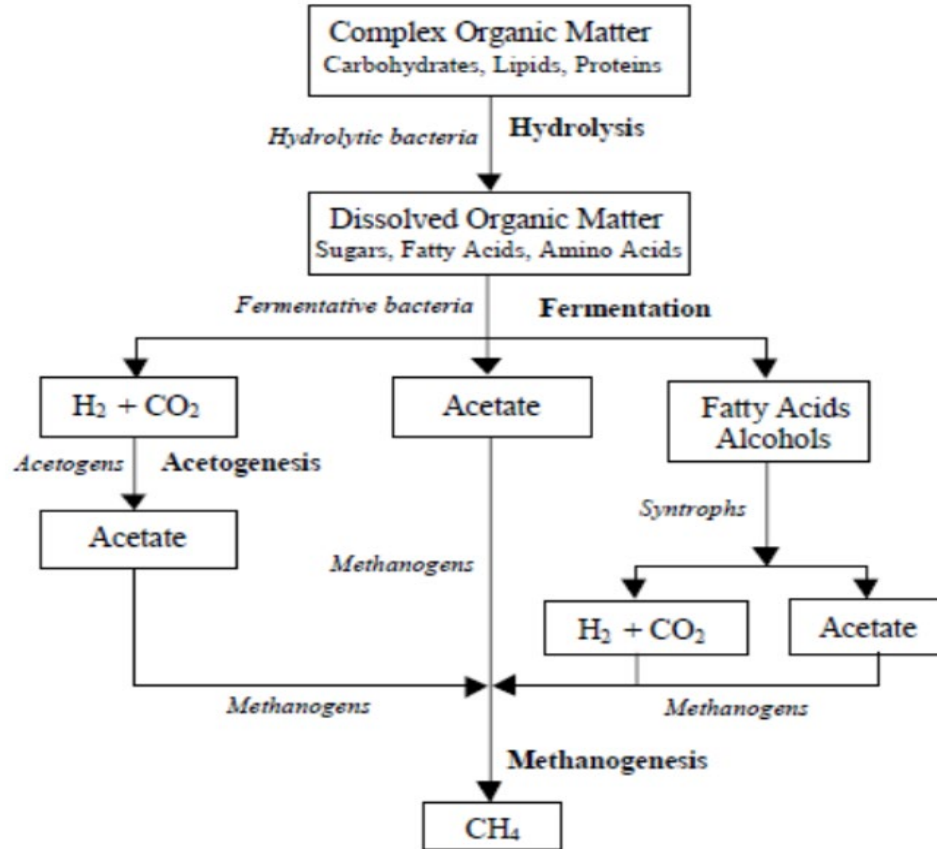 Complex Organic Matter
Carbohydrates, Lipids, Proteins
Hydrolytic bacteria Hydrolysis
Dissolved Organic Matter
Sugars, Fatty Acids, Amino Acids
Fermentative bacteria Fermentation
H₂ + CO₂
Acetate
Fatty Acids
Alcohols
Acetogens Acetogenesis
Syntrophs
Acetate
Methanogens
H₂ + CO₂
Acetate
Methanogens
Methanogens
Methanogenesis
CH₄